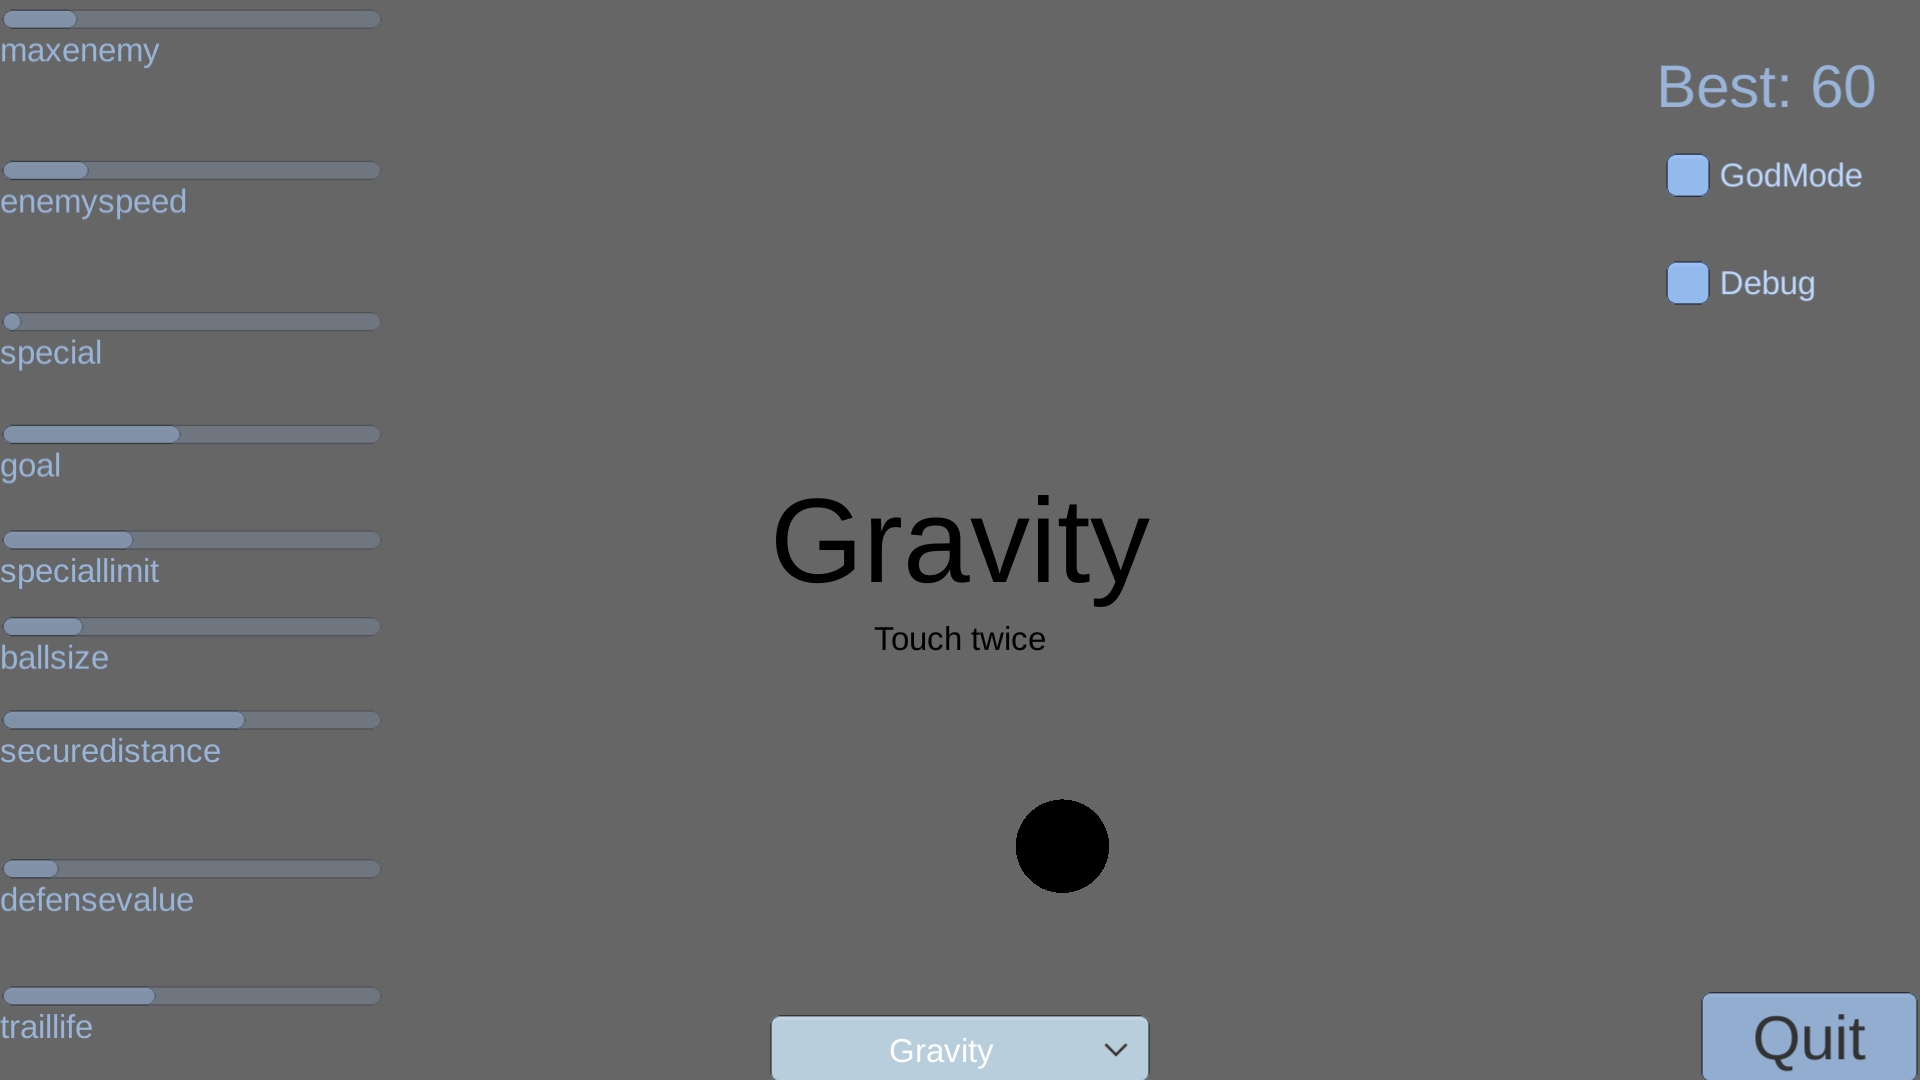 maxenemy
enemyspeed
special
goal
speciallimit
ballsize
securedistance
defensevalue
traillife
Gravity
Touch twice
Gravity
Best: 60
GodMode
Debug
Quit